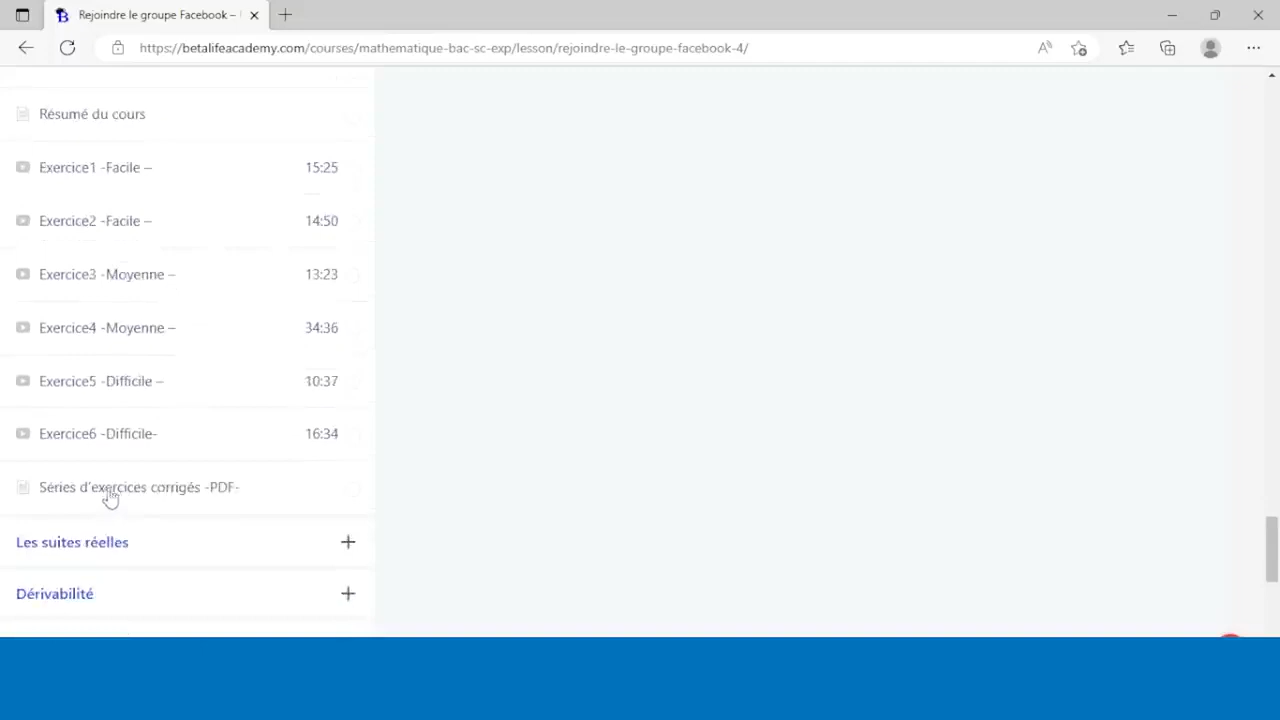 Rejoindre le groupe Facebook –
https://betalifeacademy.com/courses/mathematique-bac-sc-exp/lesson/rejoindre-le-groupe-facebook-4/
Résumé du cours
Exercice1 -Facile – 15:25
Exercice2 -Facile – 14:50
Exercice3 -Moyenne – 13:23
Exercice4 -Moyenne – 34:36
Exercice5 -Difficile – 10:37
Exercice6 -Difficile- 16:34
Séries d'exercices corrigés -PDF-
Les suites réelles
Dérivabilité